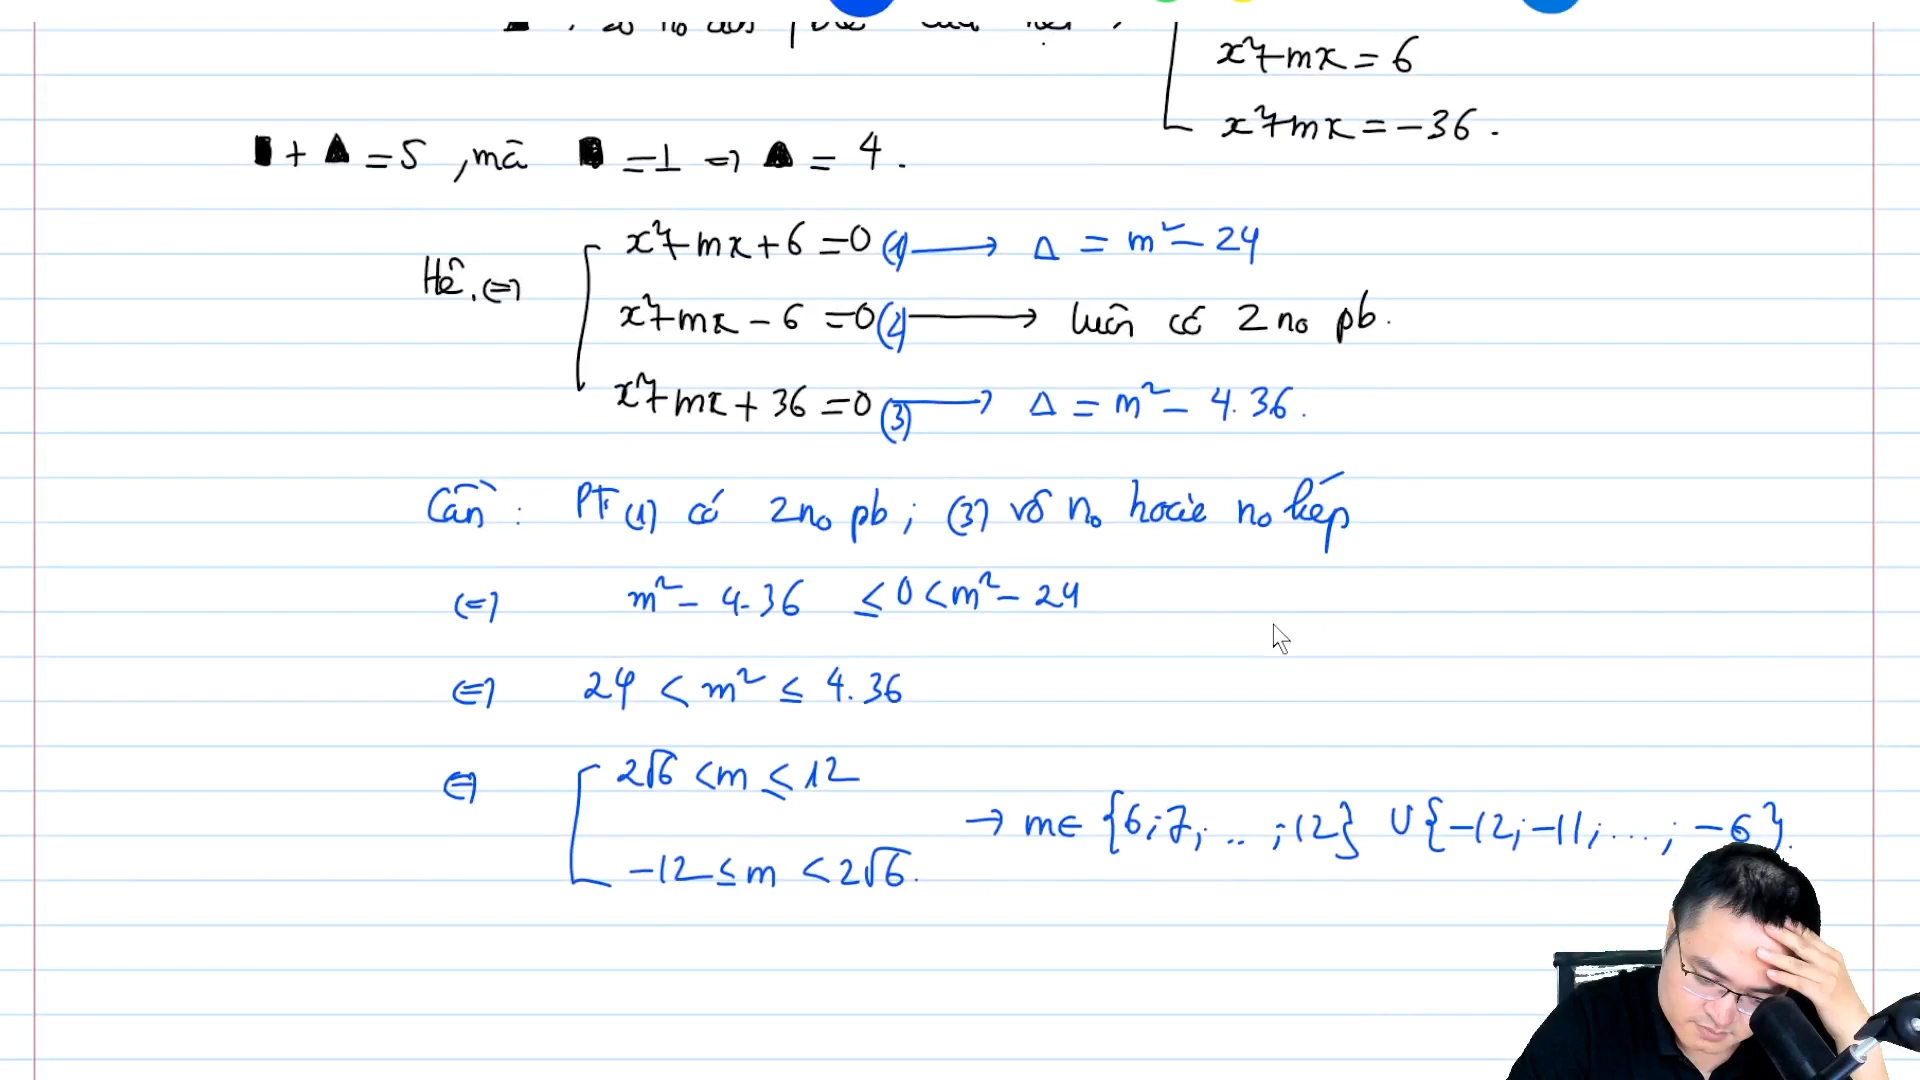 x² + mx = 6
x² + mx = -36.
▮ + ▲ = 5, mà ▮ = 1 ⇒ ▲ = 4.
Hệ. ⇔
x² + mx + 6 = 0 (1) → Δ = m² - 24
x² + mx - 6 = 0 (2) → luôn có 2 no pb.
x² + mx + 36 = 0 (3) → Δ = m² - 4.36.
Cần: PT (1) có 2 no pb; (3) vô no hoặc no kép
⇔ m² - 4.36 ≤ 0 < m² - 24
⇔ 24 < m² ≤ 4.36
⇔ [ 2√6 < m ≤ 12
-12 ≤ m < 2√6.
→ m∈ {6;7; .. ;12} ∪ {-12;-11; ... ; -6}.